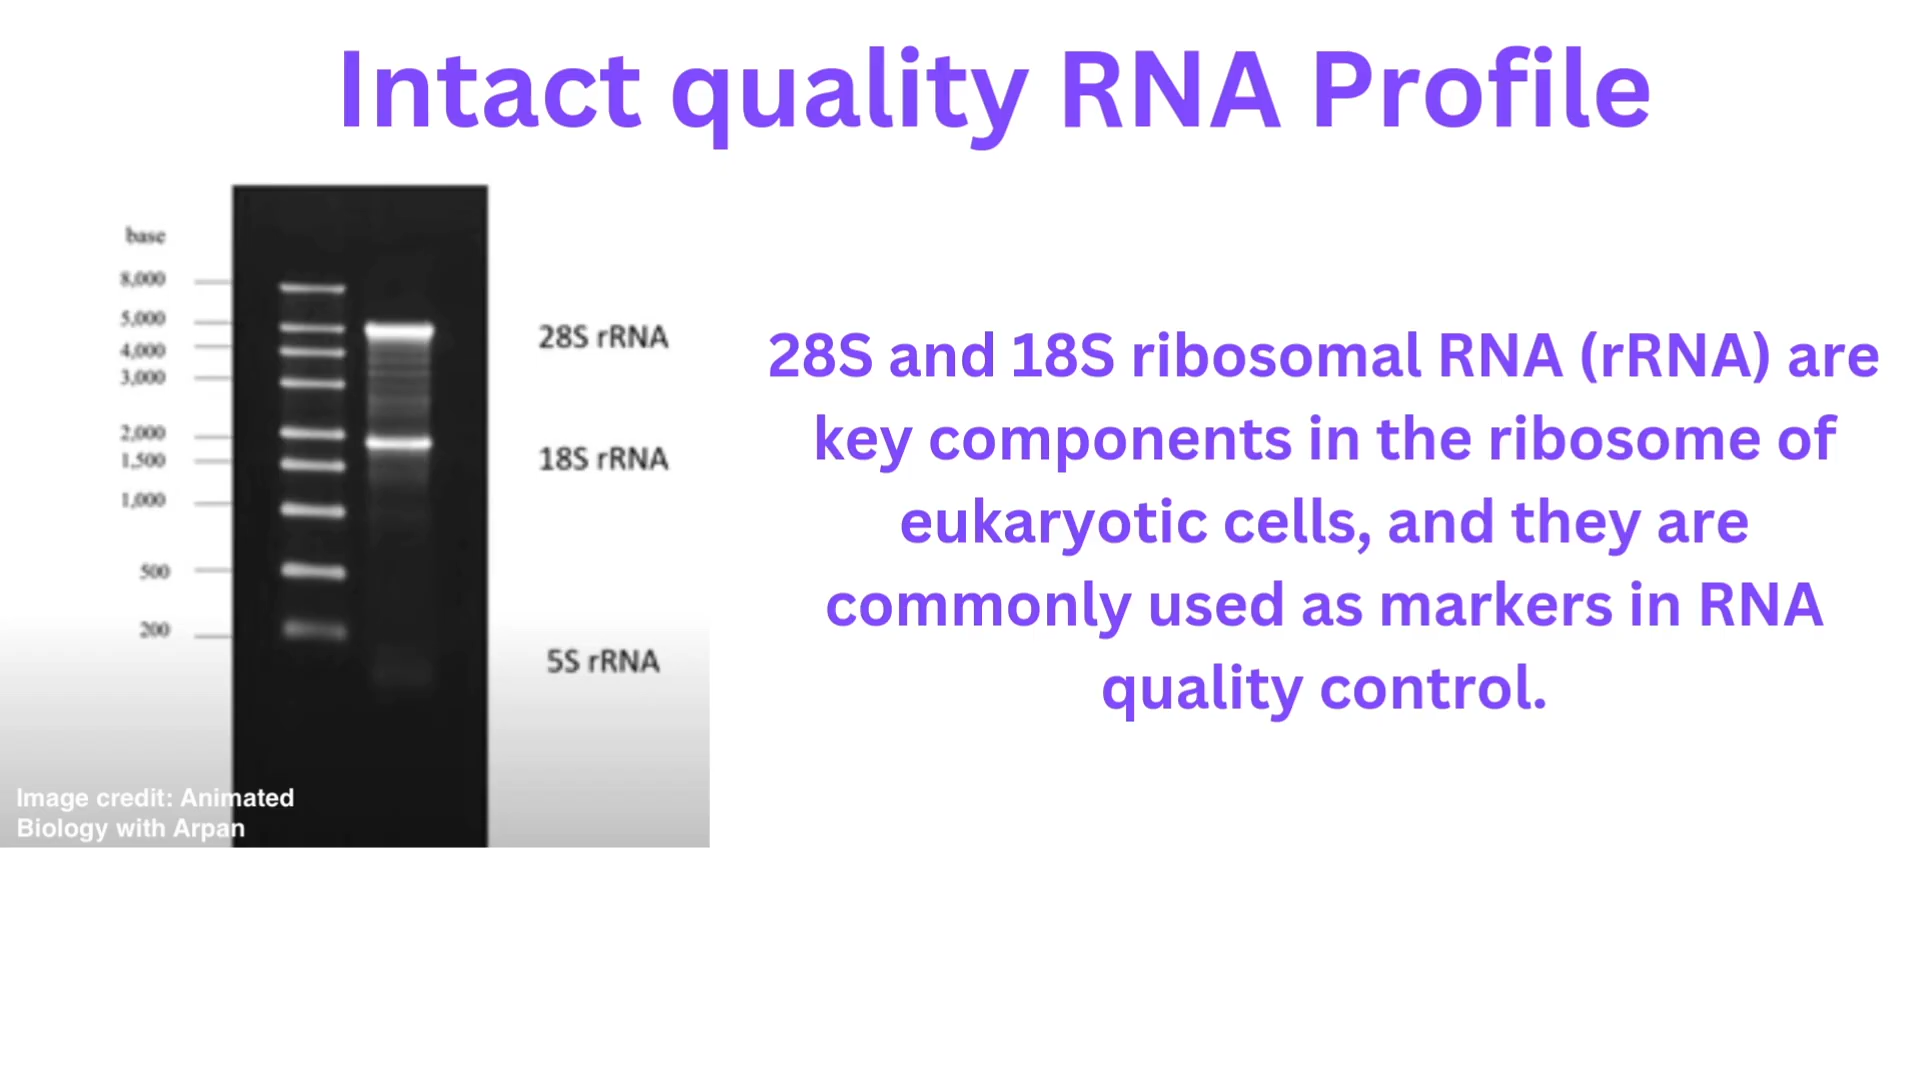 Intact quality RNA Profile
base
8,000
5,000
4,000
3,000
2,000
1,500
1,000
500
200
28S rRNA
18S rRNA
5S rRNA
28S and 18S ribosomal RNA (rRNA) are
key components in the ribosome of
eukaryotic cells, and they are
commonly used as markers in RNA
quality control.
Image credit: Animated
Biology with Arpan